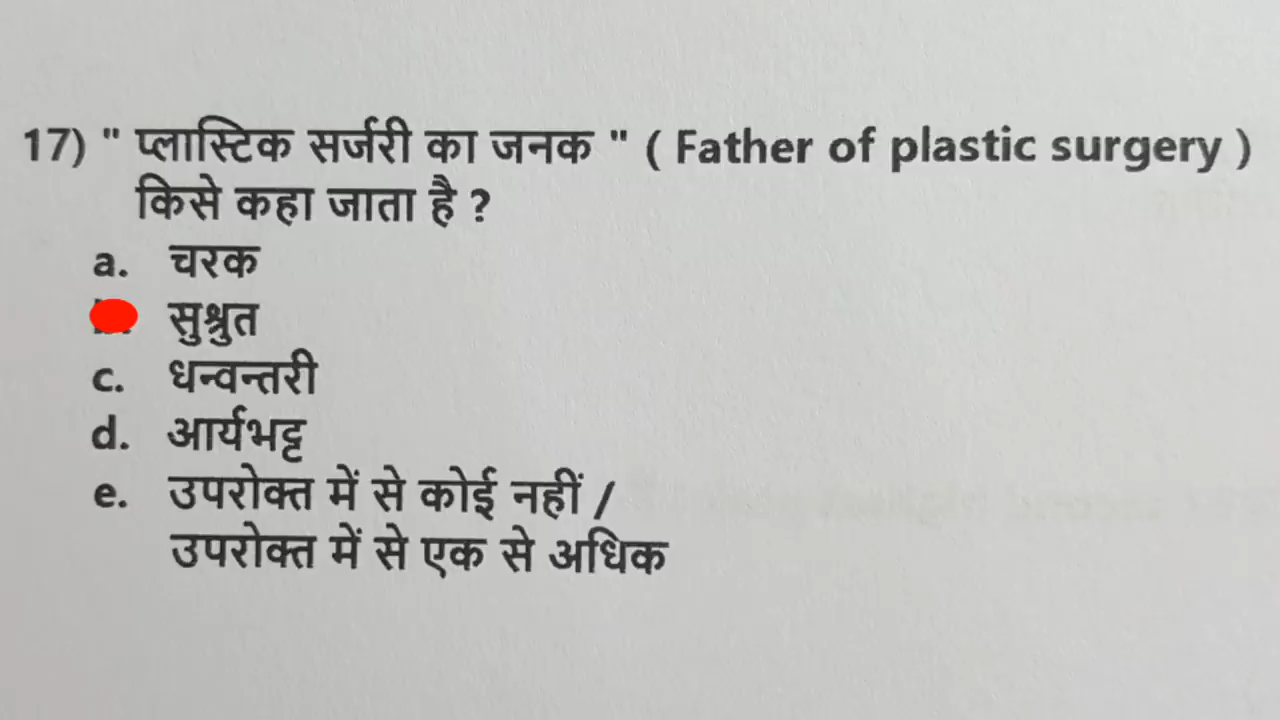 17) " प्लास्टिक सर्जरी का जनक " ( Father of plastic surgery )
किसे कहा जाता है ?
a. चरक
सुश्रुत
c. धन्वन्तरी
d. आर्यभट्ट
e. उपरोक्त में से कोई नहीं /
उपरोक्त में से एक से अधिक